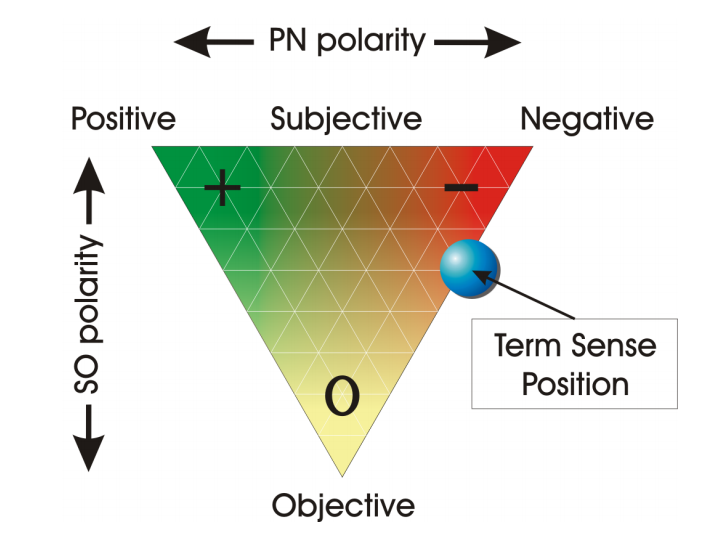 PN polarity
Positive Subjective Negative
+ −
SO polarity
Term Sense
Position
O
Objective